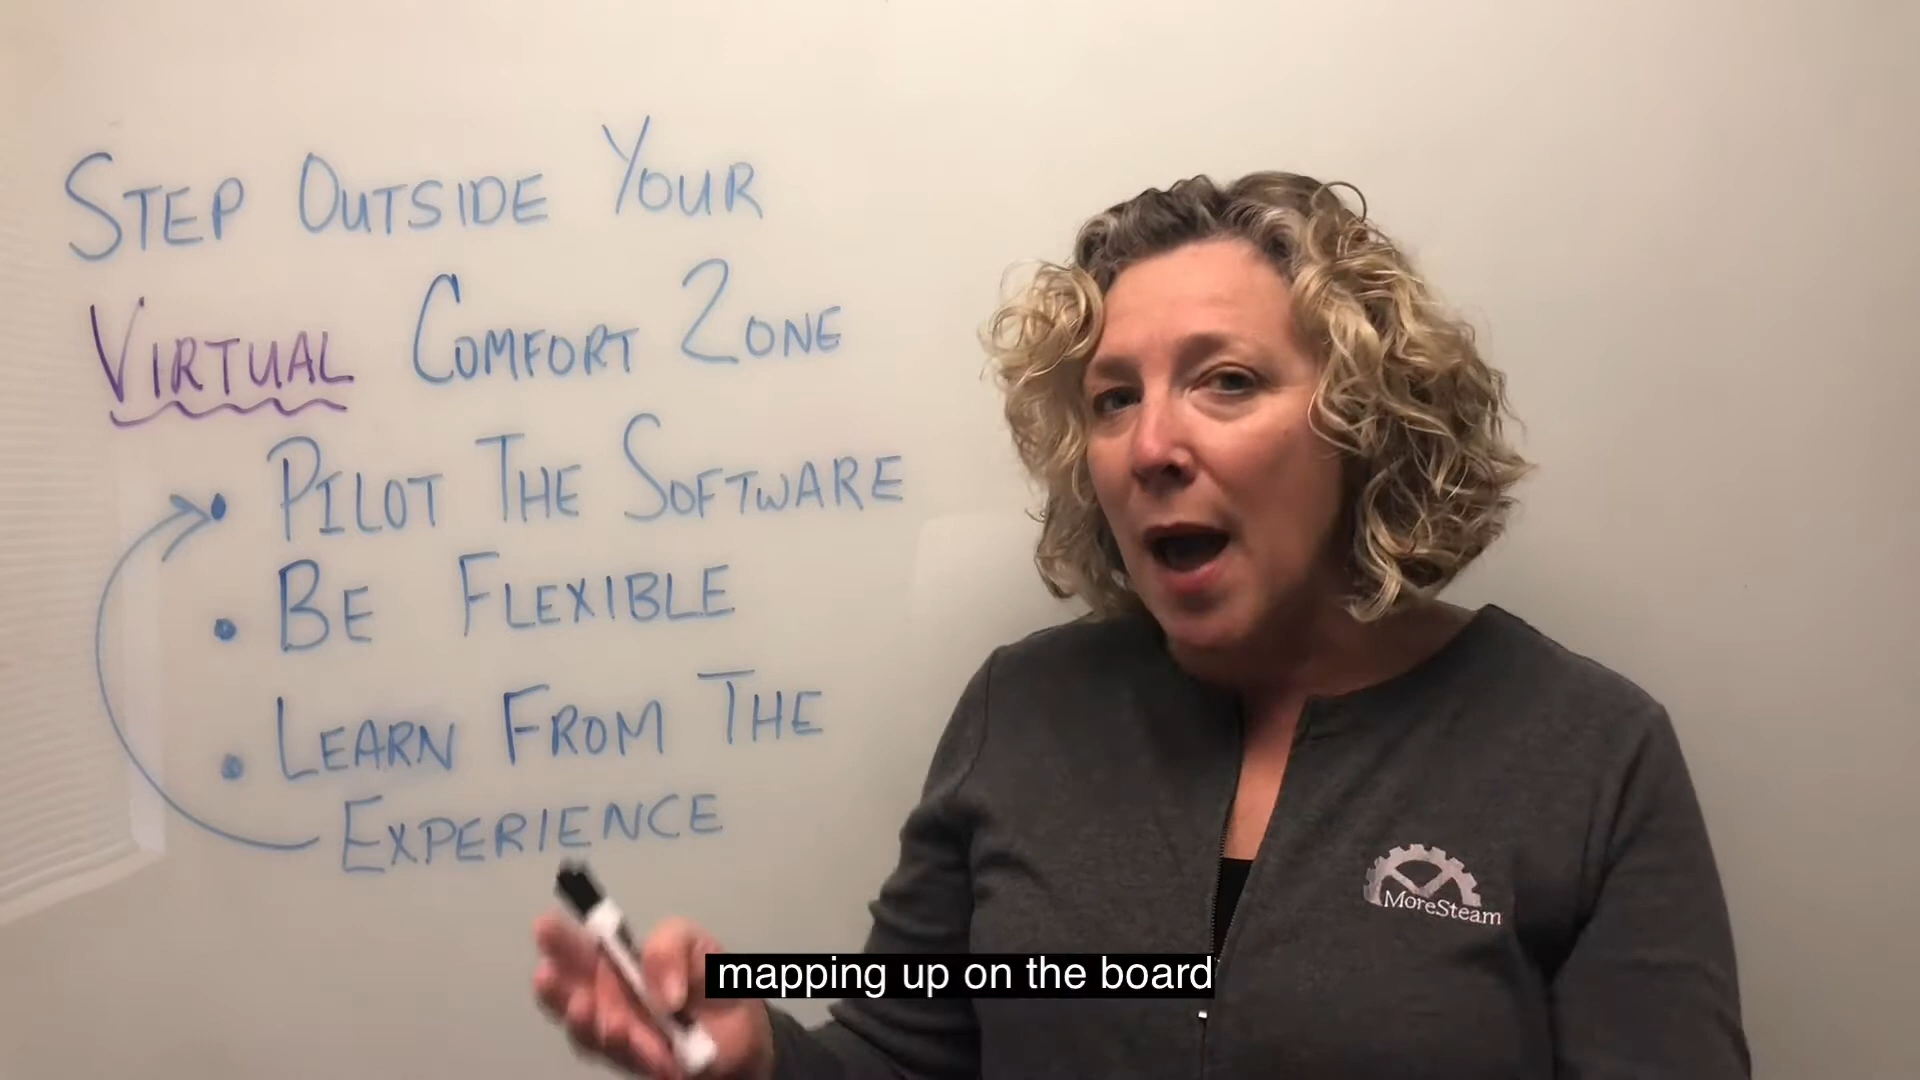 STEP OUTSIDE YOUR
VIRTUAL COMFORT ZONE
• PILOT THE SOFTWARE
• BE FLEXIBLE
• LEARN FROM THE
EXPERIENCE
MoreSteam
mapping up on the board